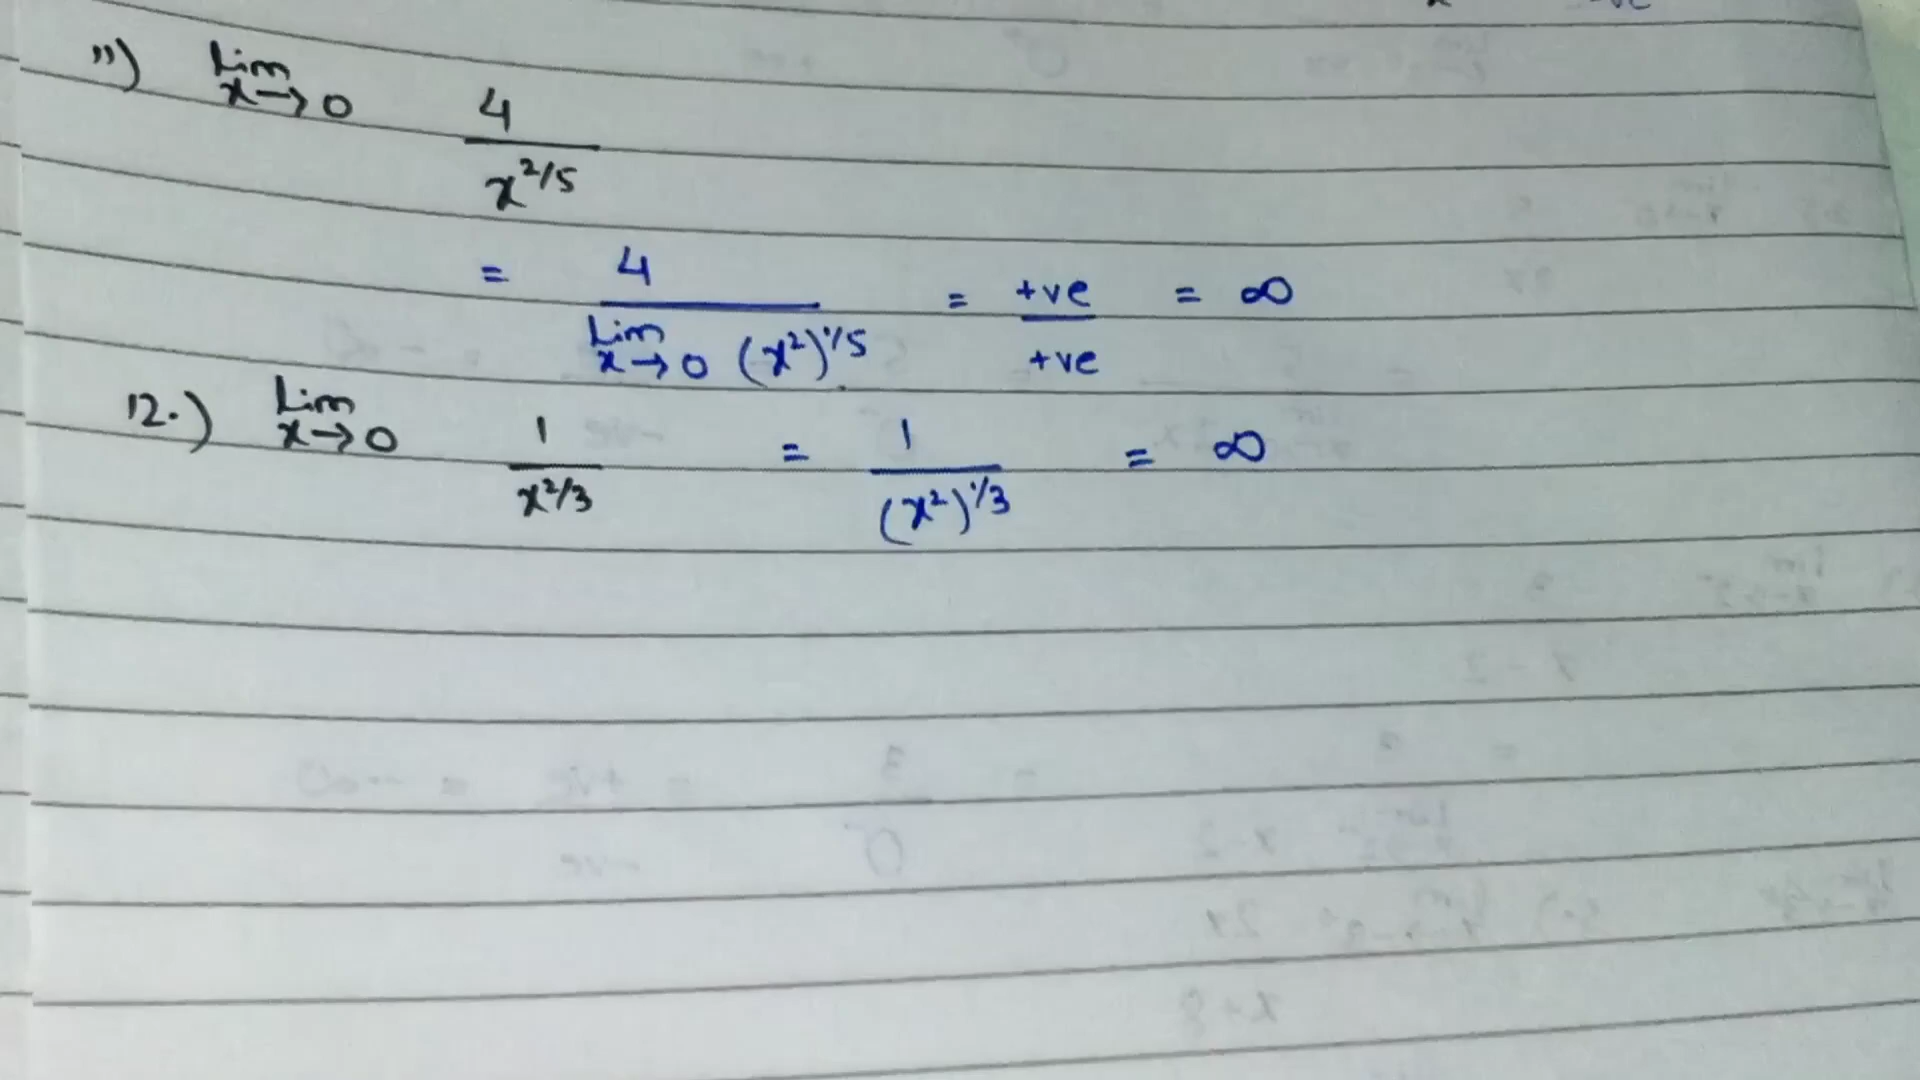 11) Lim x→0 4/x^2/5
= 4/Lim x→0 (x²)^1/5 = +ve/+ve = ∞
12.) Lim x→0 1/x^2/3 = 1/(x²)^1/3 = ∞